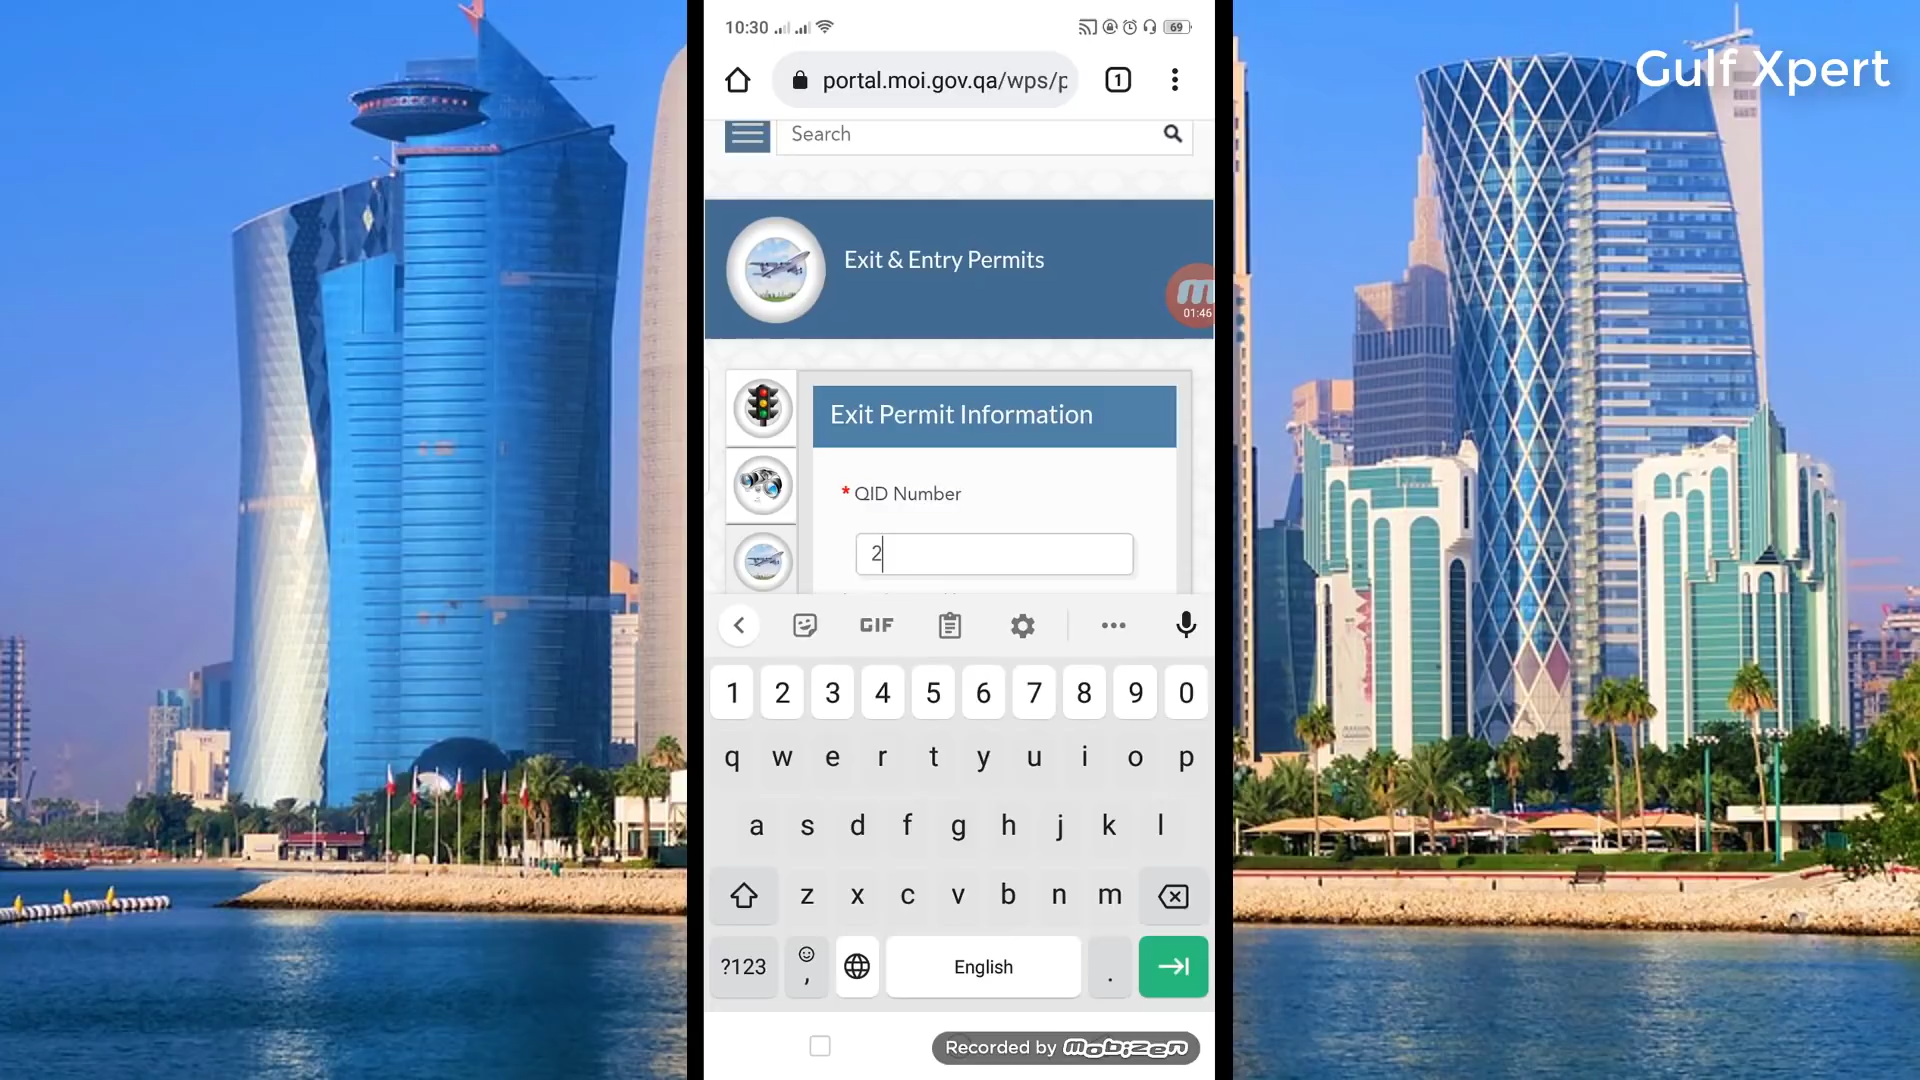 10:30
69
Gulf Xpert
portal.moi.gov.qa/wps/p
1
Search
Exit & Entry Permits
01:46
Exit Permit Information
* QID Number
2
GIF
1 2 3 4 5 6 7 8 9 0
q w e r t y u i o p
a s d f g h j k l
z x c v b n m
?123 , English .
Recorded by mobizen